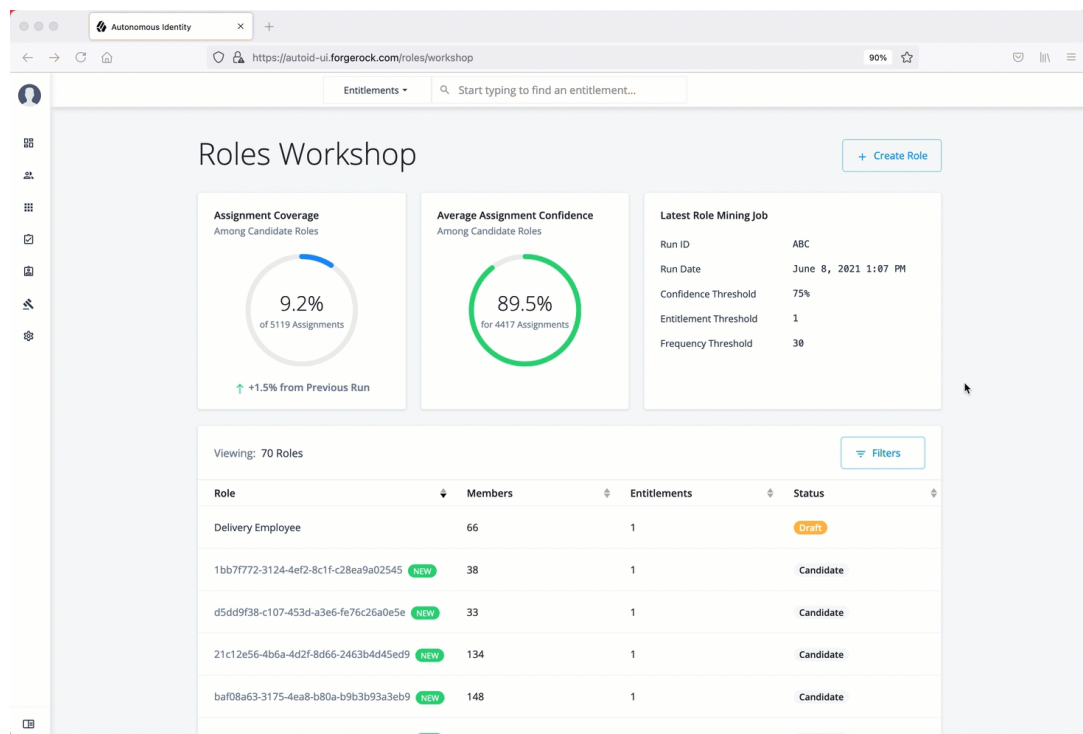 Autonomous Identity
https://autoid-ui.forgerock.com/roles/workshop
90%
Entitlements
Start typing to find an entitlement...
Roles Workshop
+ Create Role
Assignment Coverage
Among Candidate Roles
9.2%
of 5119 Assignments
+1.5% from Previous Run
Average Assignment Confidence
Among Candidate Roles
89.5%
for 4417 Assignments
Latest Role Mining Job
Run ID ABC
Run Date June 8, 2021 1:07 PM
Confidence Threshold 75%
Entitlement Threshold 1
Frequency Threshold 30
Viewing: 70 Roles
Filters
Role Members Entitlements Status
Delivery Employee 66 1 Draft
1bb7f772-3124-4ef2-8c1f-c28ea9a02545 NEW 38 1 Candidate
d5dd9f38-c107-453d-a3e6-fe76c26a0e5e NEW 33 1 Candidate
21c12e56-4b6a-4d2f-8d66-2463b4d45ed9 NEW 134 1 Candidate
baf08a63-3175-4ea8-b80a-b9b3b93a3eb9 NEW 148 1 Candidate